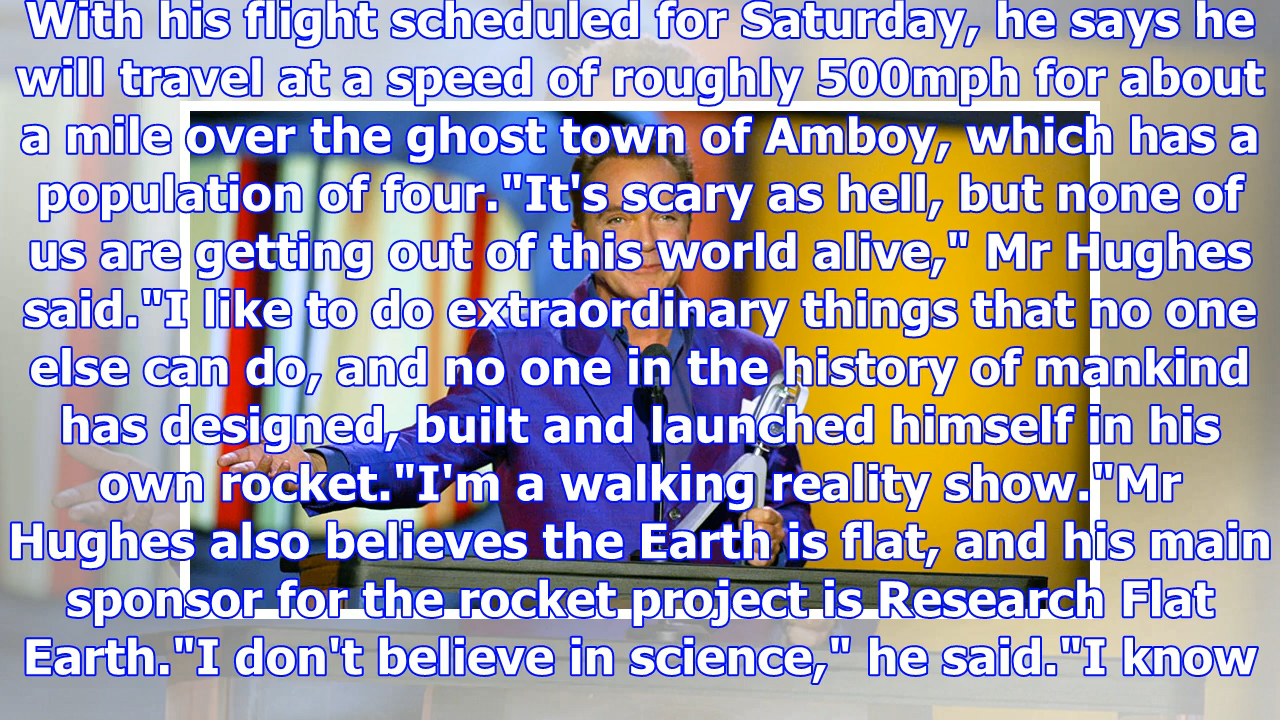 With his flight scheduled for Saturday, he says he
will travel at a speed of roughly 500mph for about
a mile over the ghost town of Amboy, which has a
population of four."It's scary as hell, but none of
us are getting out of this world alive," Mr Hughes
said."I like to do extraordinary things that no one
else can do, and no one in the history of mankind
has designed, built and launched himself in his
own rocket."I'm a walking reality show."Mr
Hughes also believes the Earth is flat, and his main
sponsor for the rocket project is Research Flat
Earth."I don't believe in science," he said."I know